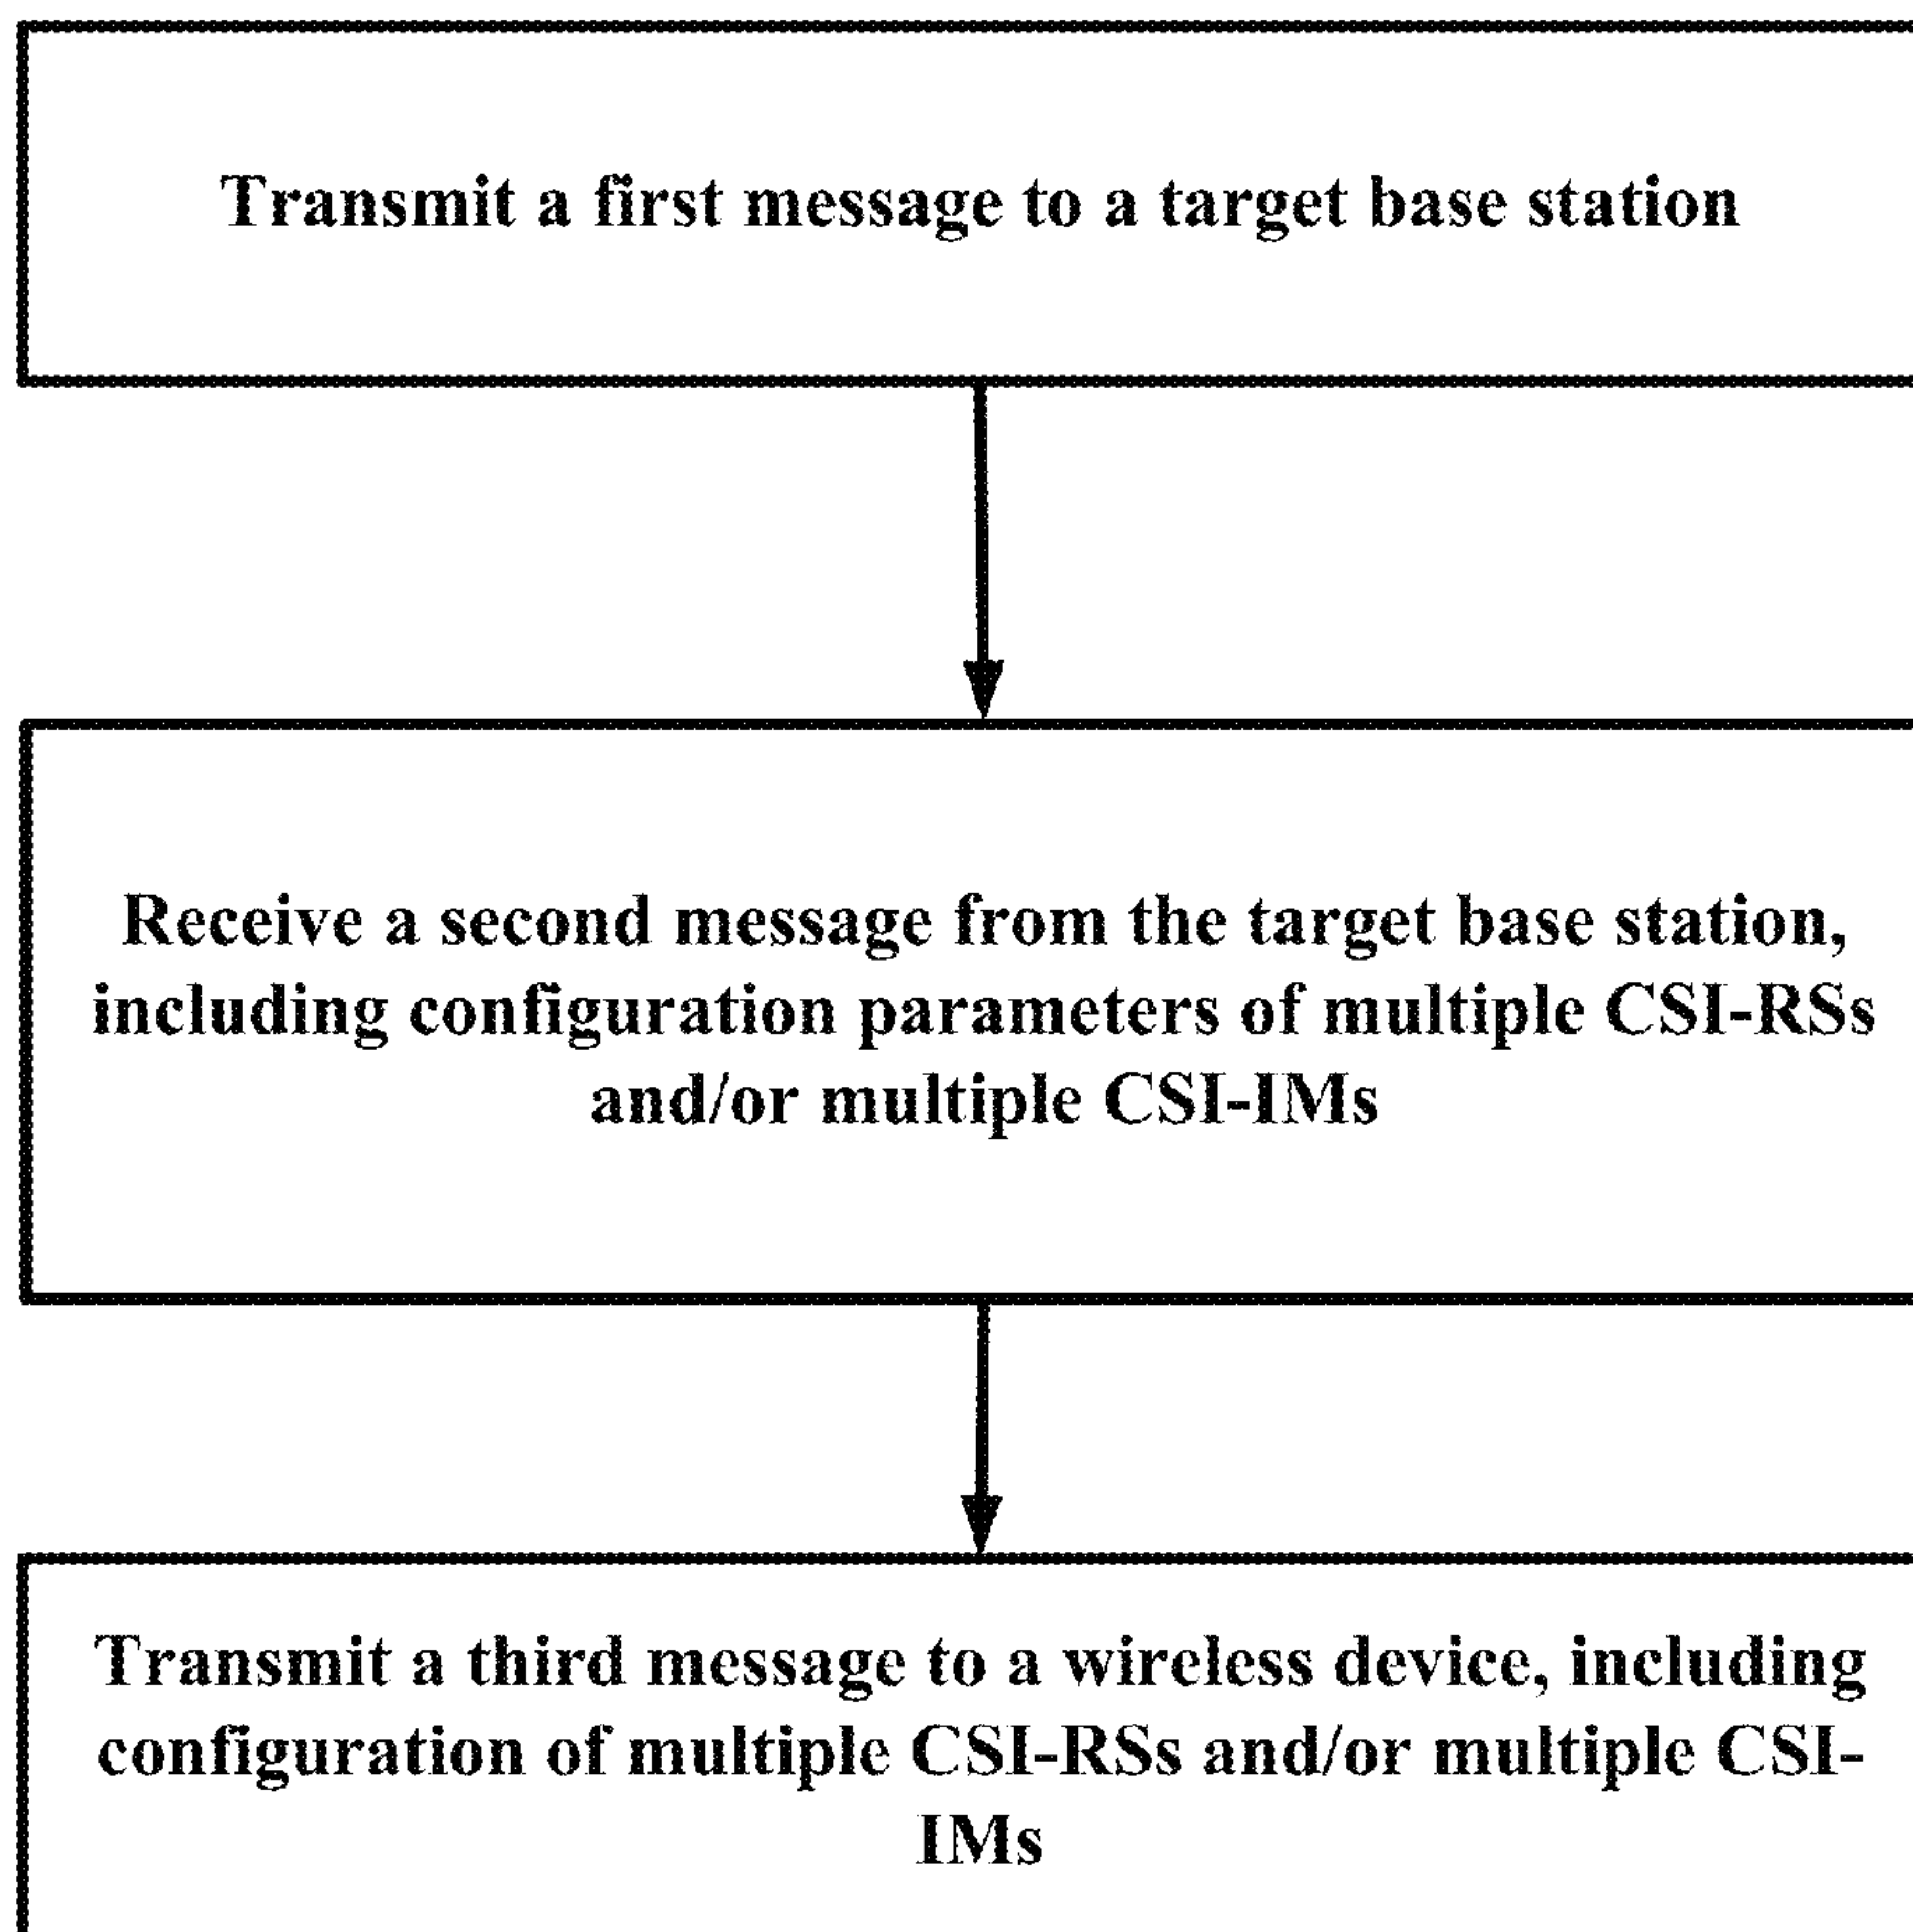 Transmit a first message to a target base station
Receive a second message from the target base station,
including configuration parameters of multiple CSI-RSs
and/or multiple CSI-IMs
Transmit a third message to a wireless device, including
configuration of multiple CSI-RSs and/or multiple CSI-
IMs